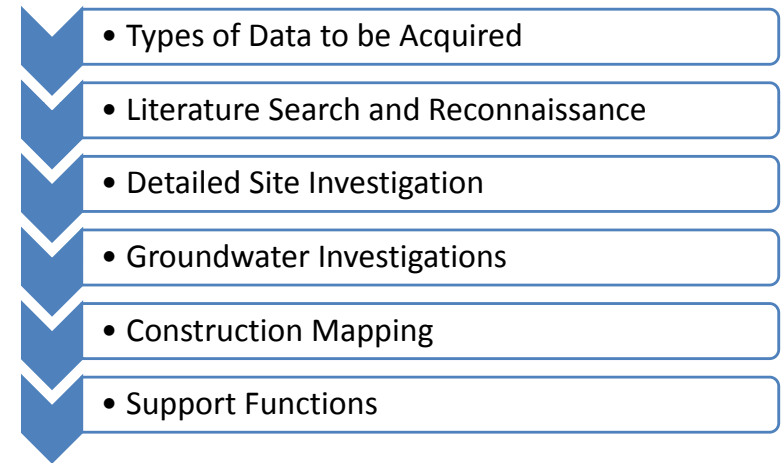 • Types of Data to be Acquired
• Literature Search and Reconnaissance
• Detailed Site Investigation
• Groundwater Investigations
• Construction Mapping
• Support Functions